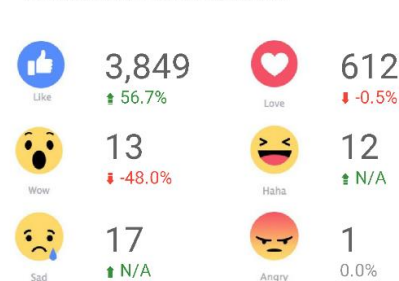 3,849 612
Like 56.7% Love -0.5%
13 12
Wow -48.0% Haha N/A
17 1
Sad N/A Angry 0.0%